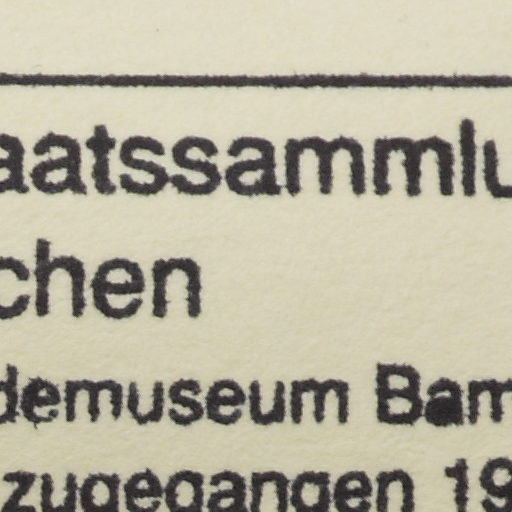 aatssammlu
chen
demuseum Bam
zugegangen 19